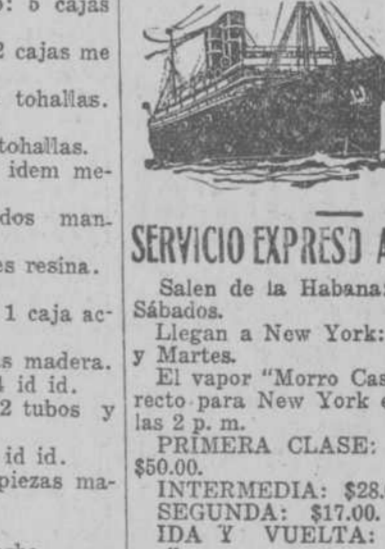 : 5 cajas
2 cajas me
tohallas.
tohallas.
idem me-
dos man-
es resina.
1 caja ac-
s madera.
id id.
2 tubos y
id id.
piezas ma-
SERVICIO EXPRESO A
Salen de la Habana:
Sábados.
Llegan a New York:
y Martes.
El vapor "Morro Cas
recto para New York e
las 2 p. m.
PRIMERA CLASE:
$50.00.
INTERMEDIA: $28.
SEGUNDA: $17.00.
IDA Y VUELTA: